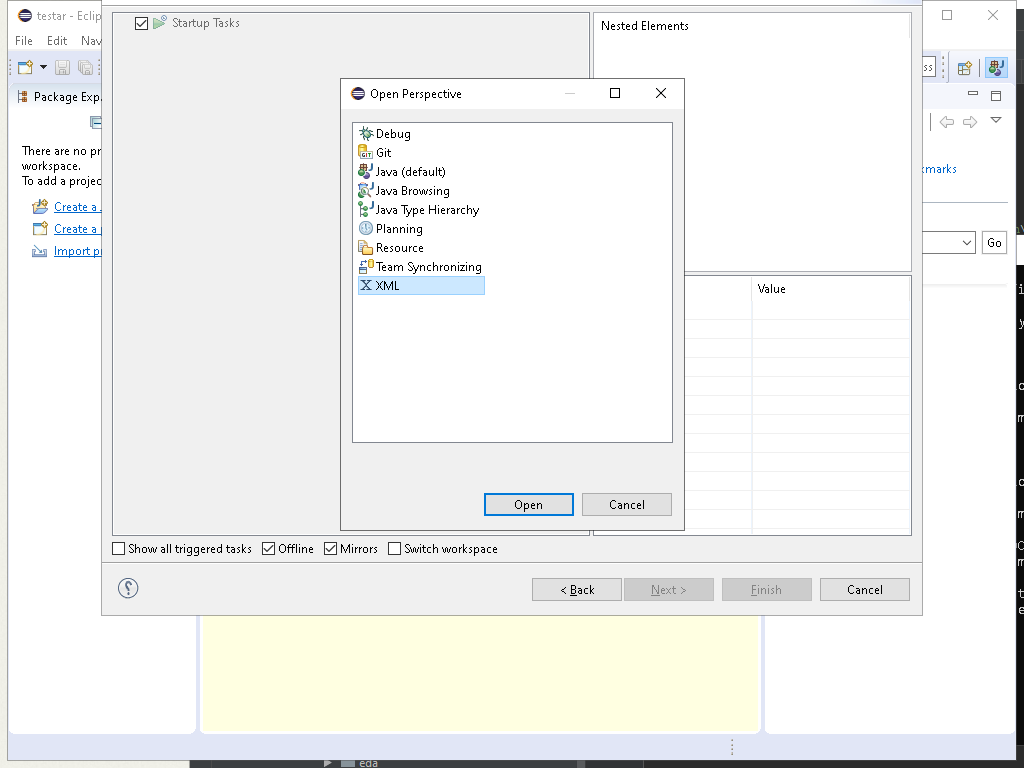 testar - Eclip
File Edit Nav
Package Exp
There are no pr
workspace.
To add a projec
Create a
Create a
Import p
Startup Tasks
Nested Elements
Value
Open Perspective
Debug
Git
Java (default)
Java Browsing
Java Type Hierarchy
Planning
Resource
Team Synchronizing
XML
Open
Cancel
Show all triggered tasks
Offline
Mirrors
Switch workspace
< Back
Next >
Finish
Cancel
ss
kmarks
Go
eda